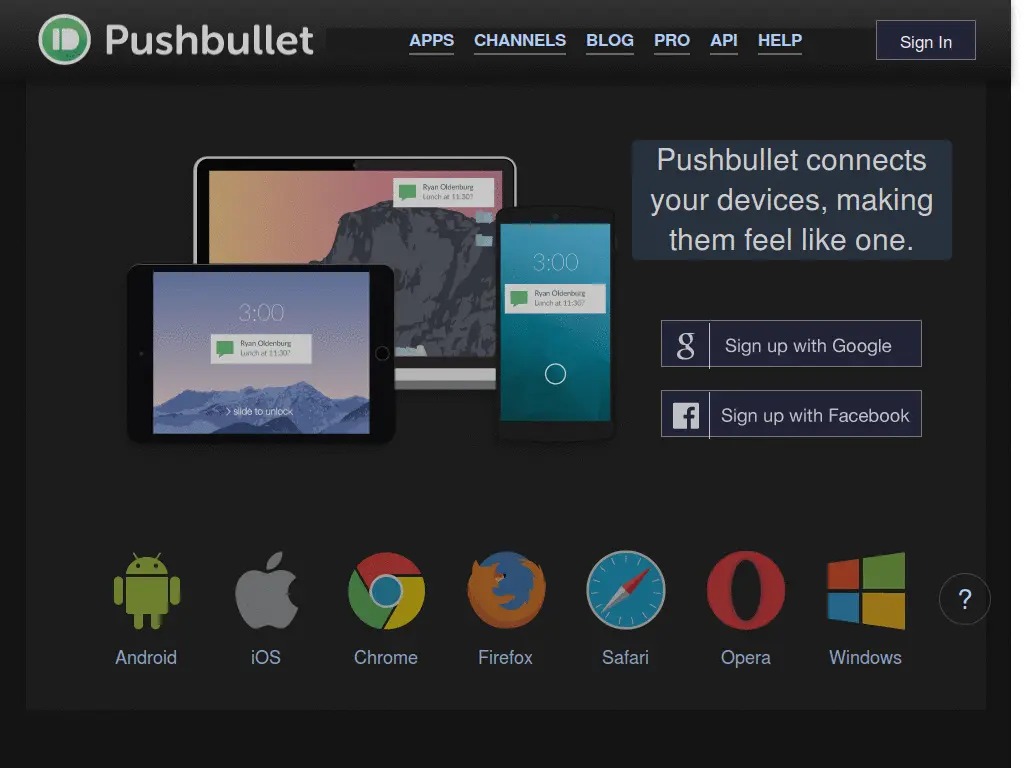 Pushbullet
APPS CHANNELS BLOG PRO API HELP
Sign In
Pushbullet connects
your devices, making
them feel like one.
Ryan Oldenburg
Lunch at 11:30?
3:00
Ryan Oldenburg
Lunch at 11:30?
3:00
Ryan Oldenburg
Lunch at 11:30?
> slide to unlock
g Sign up with Google
f Sign up with Facebook
Android iOS Chrome Firefox Safari Opera Windows
?